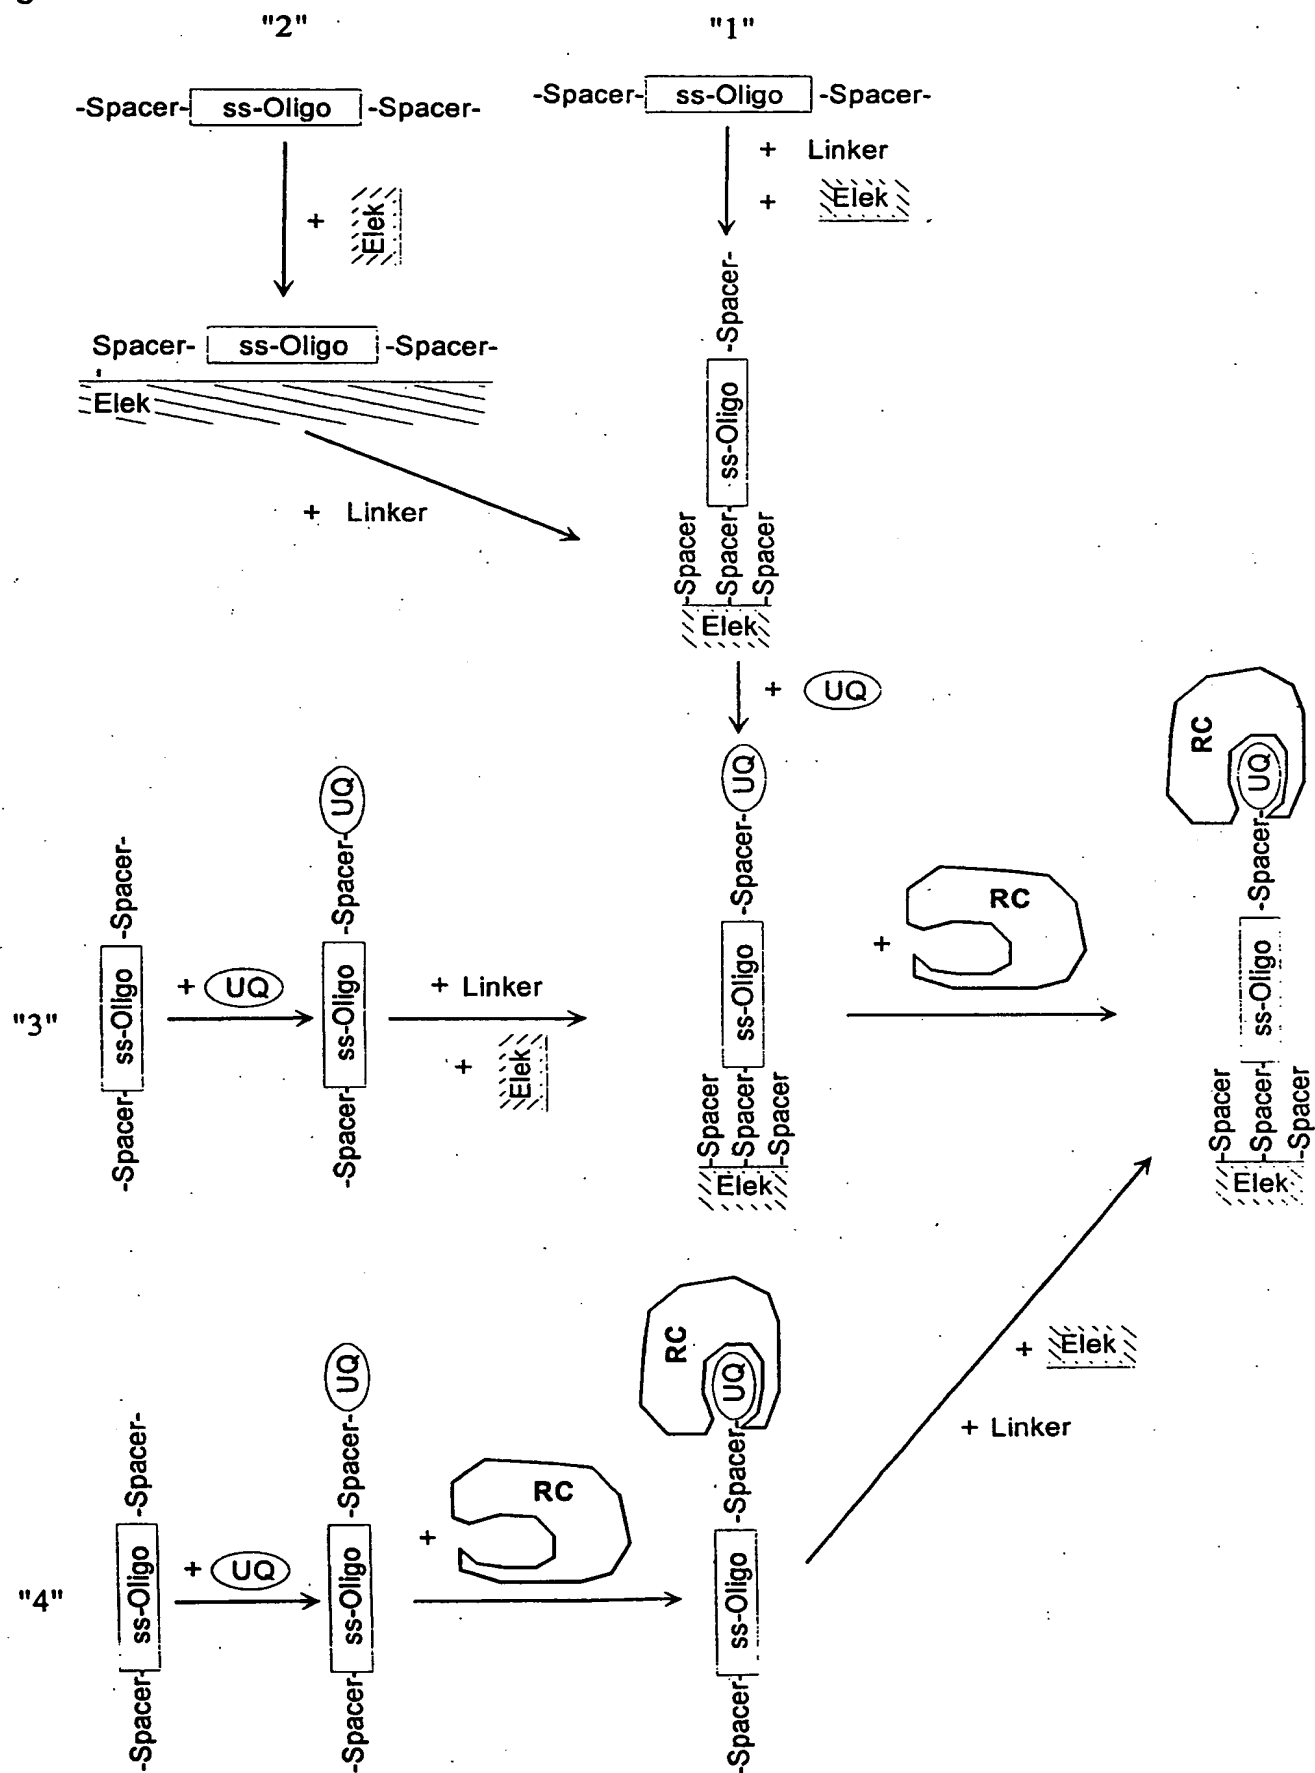 "2"
"1"
-Spacer- ss-Oligo -Spacer-
-Spacer- ss-Oligo -Spacer-
+ Linker
+ Elek
+ Elek
-Spacer-
ss-Oligo
-Spacer -Spacer- -Spacer
Elek
Spacer- ss-Oligo -Spacer-
Elek
+ Linker
+ UQ
UQ
-Spacer-
ss-Oligo
-Spacer -Spacer- -Spacer
Elek
"3"
-Spacer-
ss-Oligo
-Spacer-
+ UQ
UQ
-Spacer-
ss-Oligo
-Spacer-
+ Linker
+ Elek
+ RC
RC
UQ
-Spacer-
ss-Oligo
-Spacer -Spacer- -Spacer
Elek
"4"
-Spacer-
ss-Oligo
-Spacer-
+ UQ
UQ
-Spacer-
ss-Oligo
-Spacer-
+ RC
RC
UQ
-Spacer-
ss-Oligo
-Spacer-
+ Elek
+ Linker